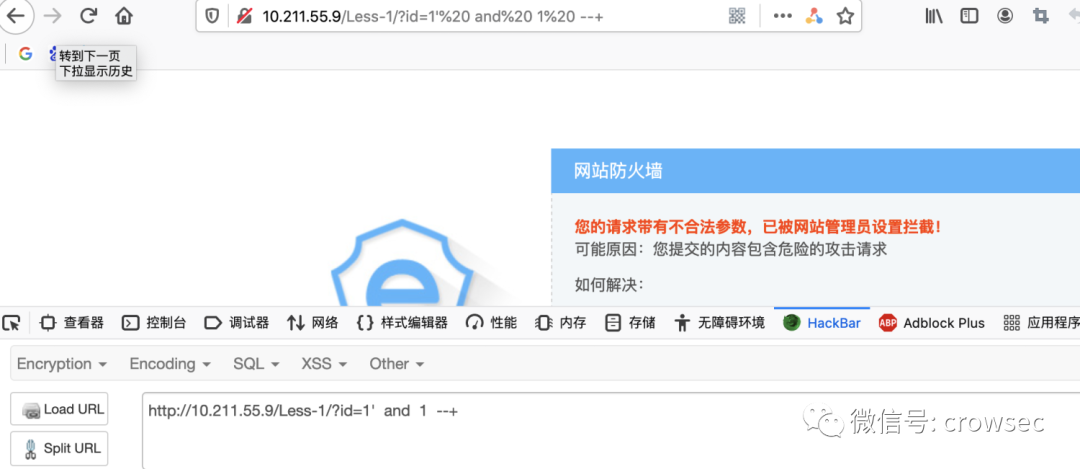 10.211.55.9/Less-1/?id=1'%20 and%20 1%20 --+
转到下一页
下拉显示历史
网站防火墙
您的请求带有不合法参数，已被网站管理员设置拦截！
可能原因：您提交的内容包含危险的攻击请求
如何解决：
查看器 控制台 调试器 网络 样式编辑器 性能 内存 存储 无障碍环境 HackBar ABP Adblock Plus 应用程序
Encryption Encoding SQL XSS Other
Load URL
http://10.211.55.9/Less-1/?id=1' and 1 --+
Split URL
微信号: crowsec